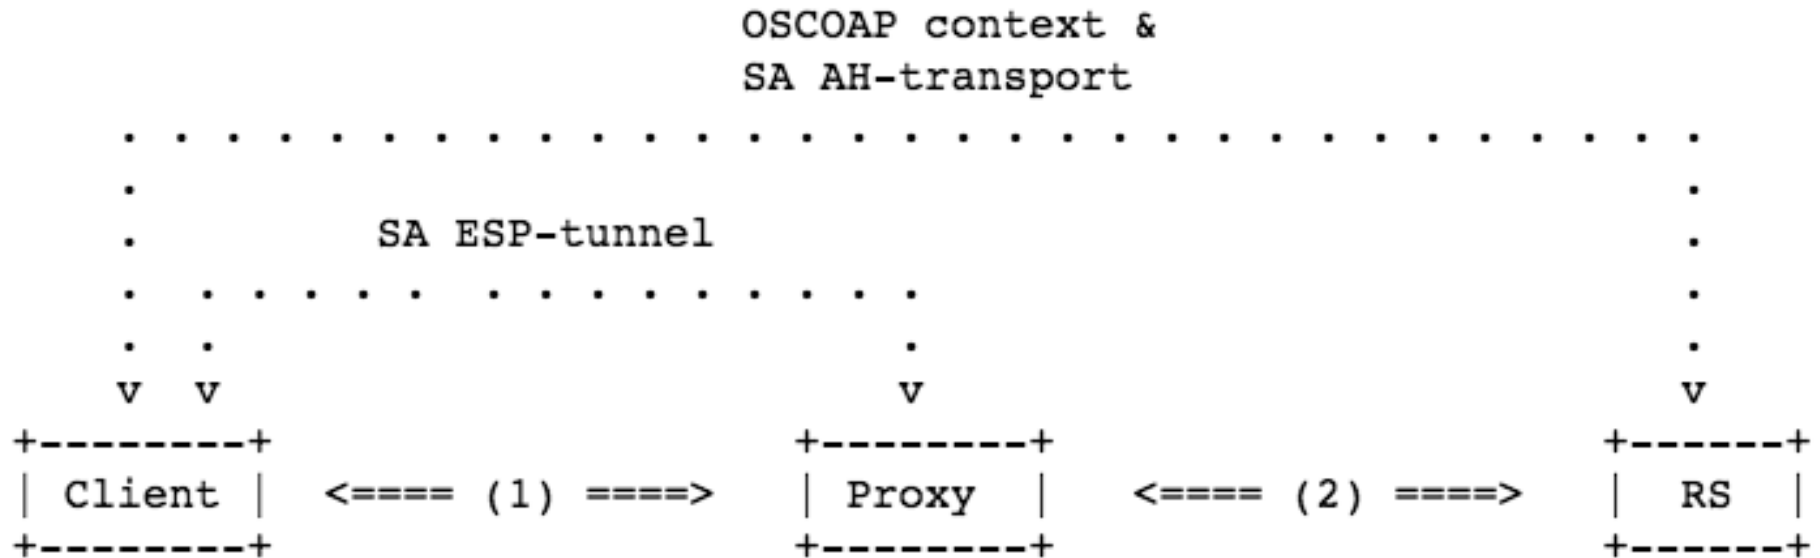 OSCOAP context &
SA AH-transport
. . . . . . . . . . . . . . . . . . . . . . . . . . . . . . .
. .
. SA ESP-tunnel .
. . . . . . . . . . . . . . . .
. . . .
v v v v
+--------+ +--------+ +------+
| Client | <==== (1) ====> | Proxy | <==== (2) ====> | RS |
+--------+ +--------+ +------+